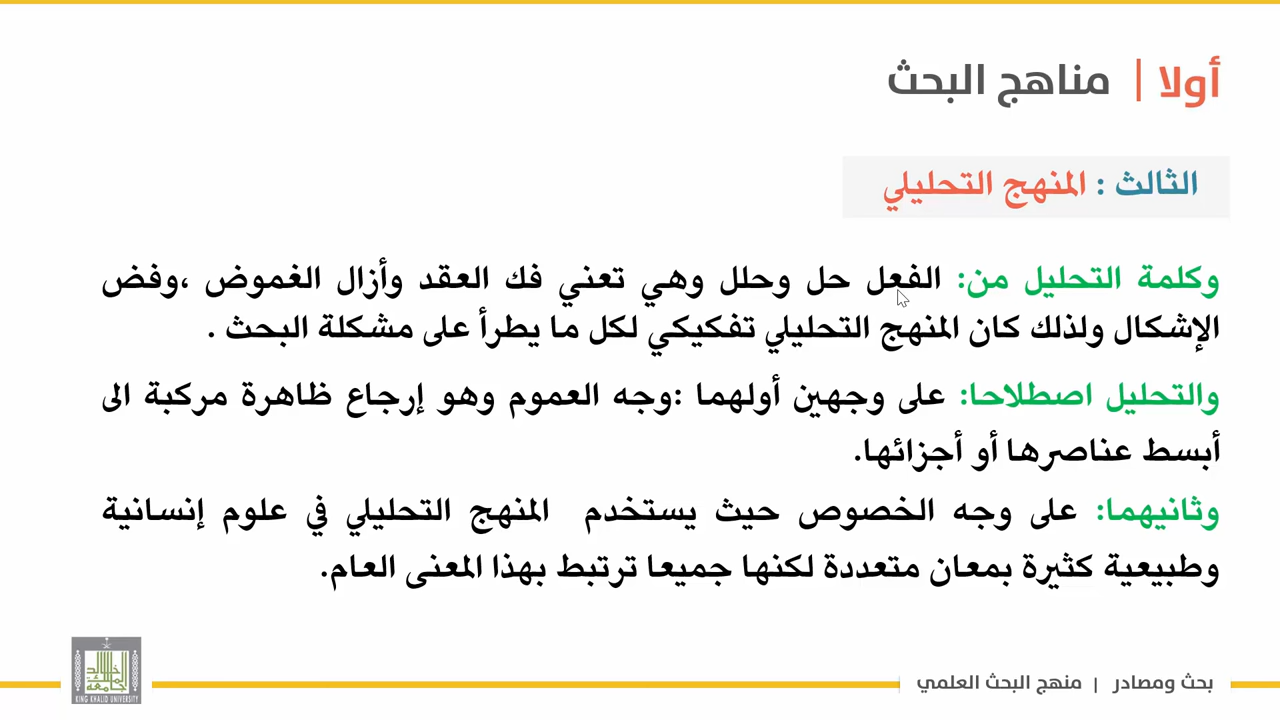 أولا | مناهج البحث
الثالث : المنهج التحليلي
وكلمة التحليل من: الفعل حل وحلل وهي تعني فك العقد وأزال الغموض ،وفض
الإشكال ولذلك كان المنهج التحليلي تفكيكي لكل ما يطرأ على مشكلة البحث .
والتحليل اصطلاحا: على وجهين أولهما :وجه العموم وهو إرجاع ظاهرة مركبة الى
أبسط عناصرها أو أجزائها.
وثانيهما: على وجه الخصوص حيث يستخدم المنهج التحليلي في علوم إنسانية
وطبيعية كثيرة بمعان متعددة لكنها جميعا ترتبط بهذا المعنى العام.
بحث ومصادر | منهج البحث العلمي
KING KHALID UNIVERSITY